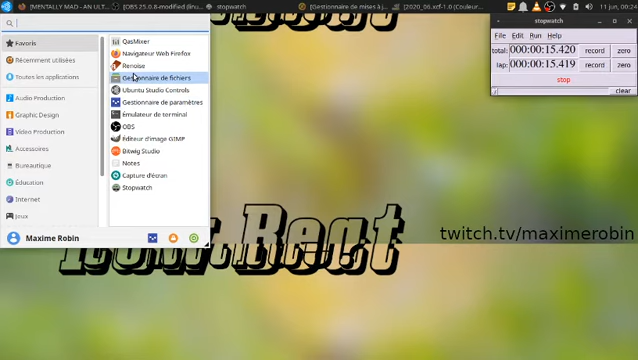 [MENTALLY MAD - AN ULT...
[OBS 25.0.8-modified (linu...
stopwatch
[Gestionnaire de mises à j...
[2020_06.xcf-1.0 (Couleur...
11 jun, 00:24
Favoris
Récemment utilisées
Toutes les applications
Audio Production
Graphic Design
Video Production
Accessoires
Bureautique
Éducation
Internet
Jeux
QasMixer
Navigateur Web Firefox
Renoise
Gestionnaire de fichiers
Ubuntu Studio Controls
Gestionnaire de paramètres
Émulateur de terminal
OBS
Éditeur d'image GIMP
Bitwig Studio
Notes
Capture d'écran
Stopwatch
Maxime Robin
stopwatch
File Edit Run Help
total: 000:00:15.420 record zero
lap: 000:00:15.419 record zero
stop
clear
twitch.tv/maximerobin